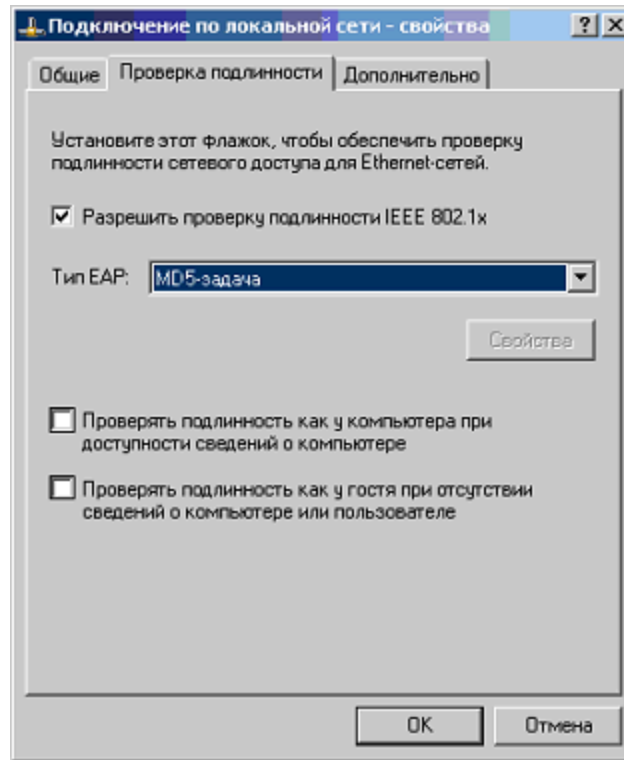 Подключение по локальной сети - свойства
Общие Проверка подлинности Дополнительно
Установите этот флажок, чтобы обеспечить проверку
подлинности сетевого доступа для Ethernet-сетей.
Разрешить проверку подлинности IEEE 802.1x
Тип EAP: MD5-задача
Свойства
Проверять подлинность как у компьютера при
доступности сведений о компьютере
Проверять подлинность как у гостя при отсутствии
сведений о компьютере или пользователе
OK Отмена